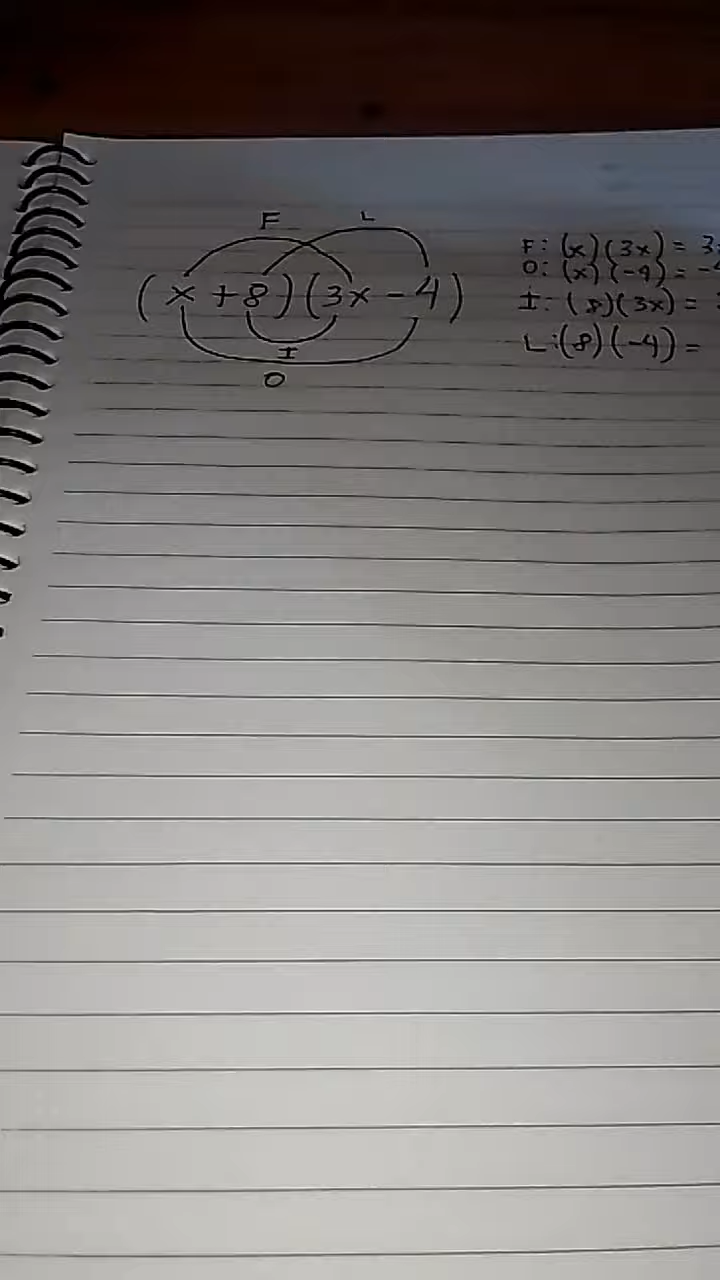 F L
(x + 8)(3x - 4)
I
O
F: (x)(3x) = 3
O: (x)(-4) = -
I: (8)(3x) =
L: (8)(-4) =